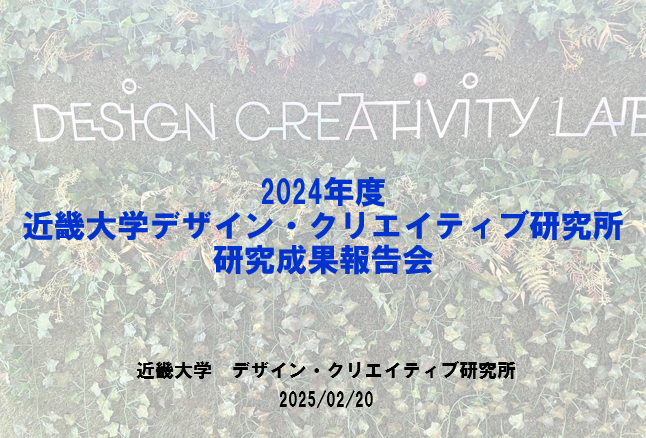 DESIGN CREATIVITY LAB
2024年度
近畿大学デザイン・クリエイティブ研究所
研究成果報告会
近畿大学　デザイン・クリエイティブ研究所
2025/02/20